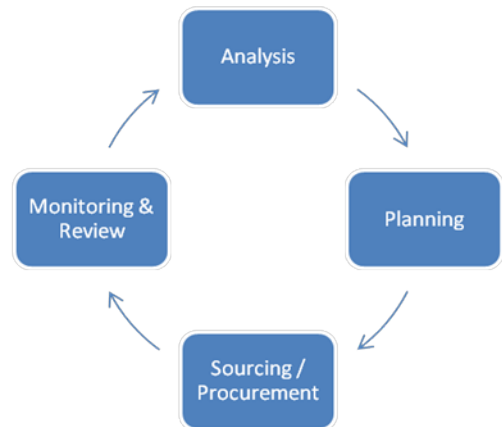 Analysis
Planning
Sourcing /
Procurement
Monitoring &
Review